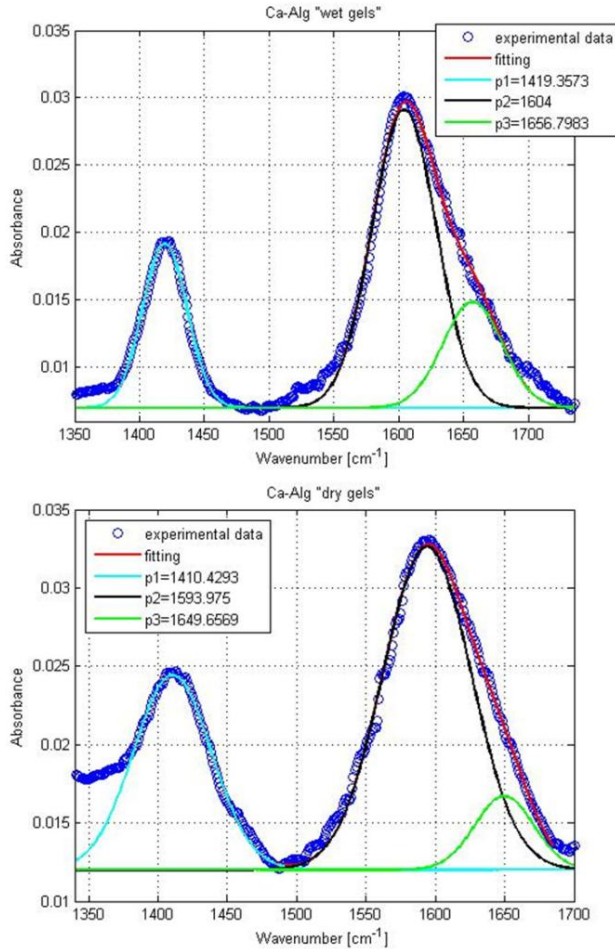 Ca-Alg "wet gels"
experimental data
fitting
p1=1419.3573
p2=1604
p3=1656.7983
0.035
0.03
0.025
0.02
0.015
0.01
Absorbance
1350 1400 1450 1500 1550 1600 1650 1700
Wavenumber [cm-1]
Ca-Alg "dry gels"
experimental data
fitting
p1=1410.4293
p2=1593.975
p3=1649.6569
0.035
0.03
0.025
0.02
0.015
0.01
Absorbance
1350 1400 1450 1500 1550 1600 1650 1700
Wavenumber [cm-1]